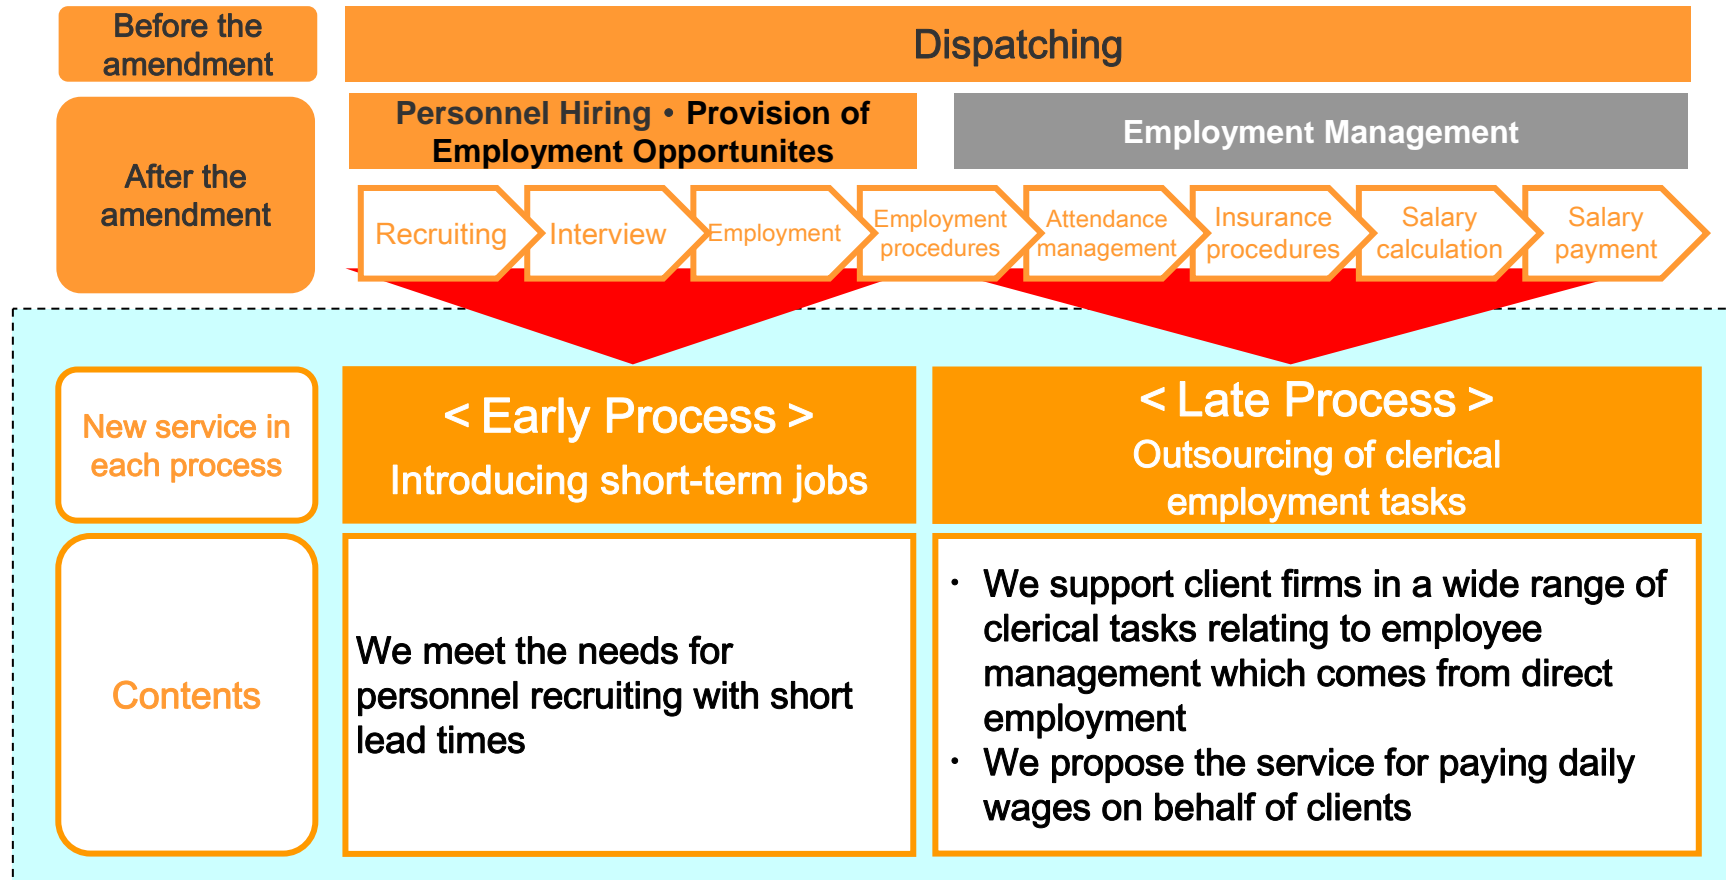 Before the
amendment
Dispatching
After the
amendment
Personnel Hiring・Provision of
Employment Opportunites
Employment Management
Recruiting
Interview
Employment
Employment
procedures
Attendance
management
Insurance
procedures
Salary
calculation
Salary
payment
New service in
each process
< Early Process >
Introducing short-term jobs
< Late Process >
Outsourcing of clerical
employment tasks
Contents
We meet the needs for
personnel recruiting with short
lead times
・ We support client firms in a wide range of
clerical tasks relating to employee
management which comes from direct
employment
・ We propose the service for paying daily
wages on behalf of clients